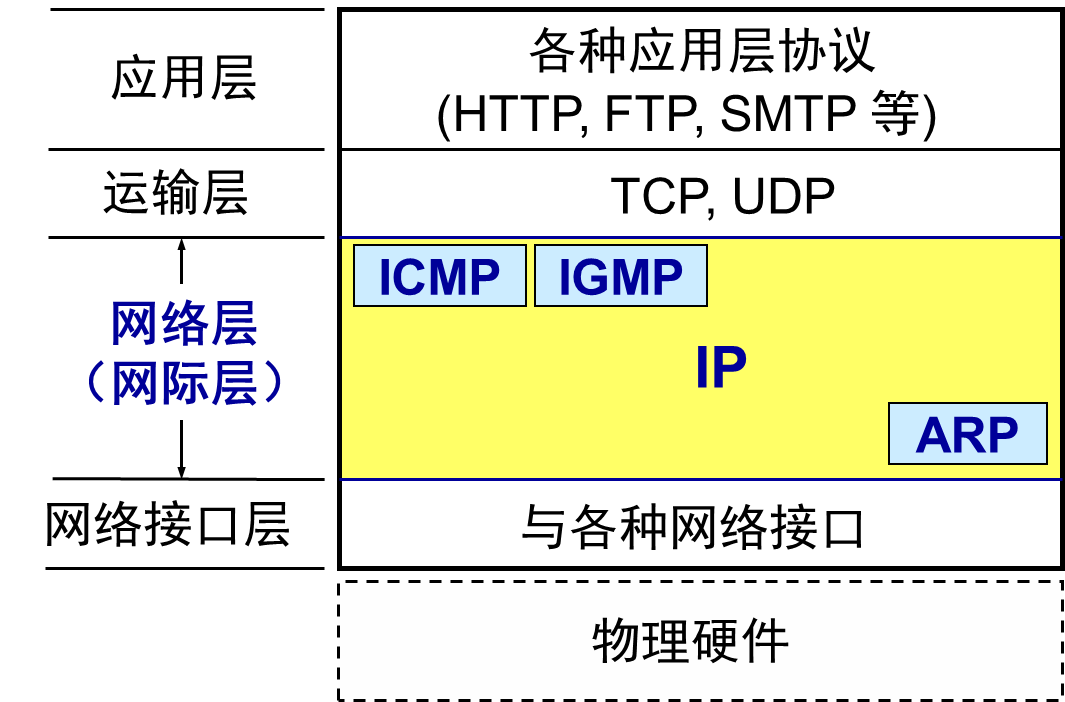 应用层
各种应用层协议
(HTTP, FTP, SMTP 等)
运输层
TCP, UDP
ICMP
IGMP
网络层
（网际层）
IP
ARP
网络接口层
与各种网络接口
物理硬件